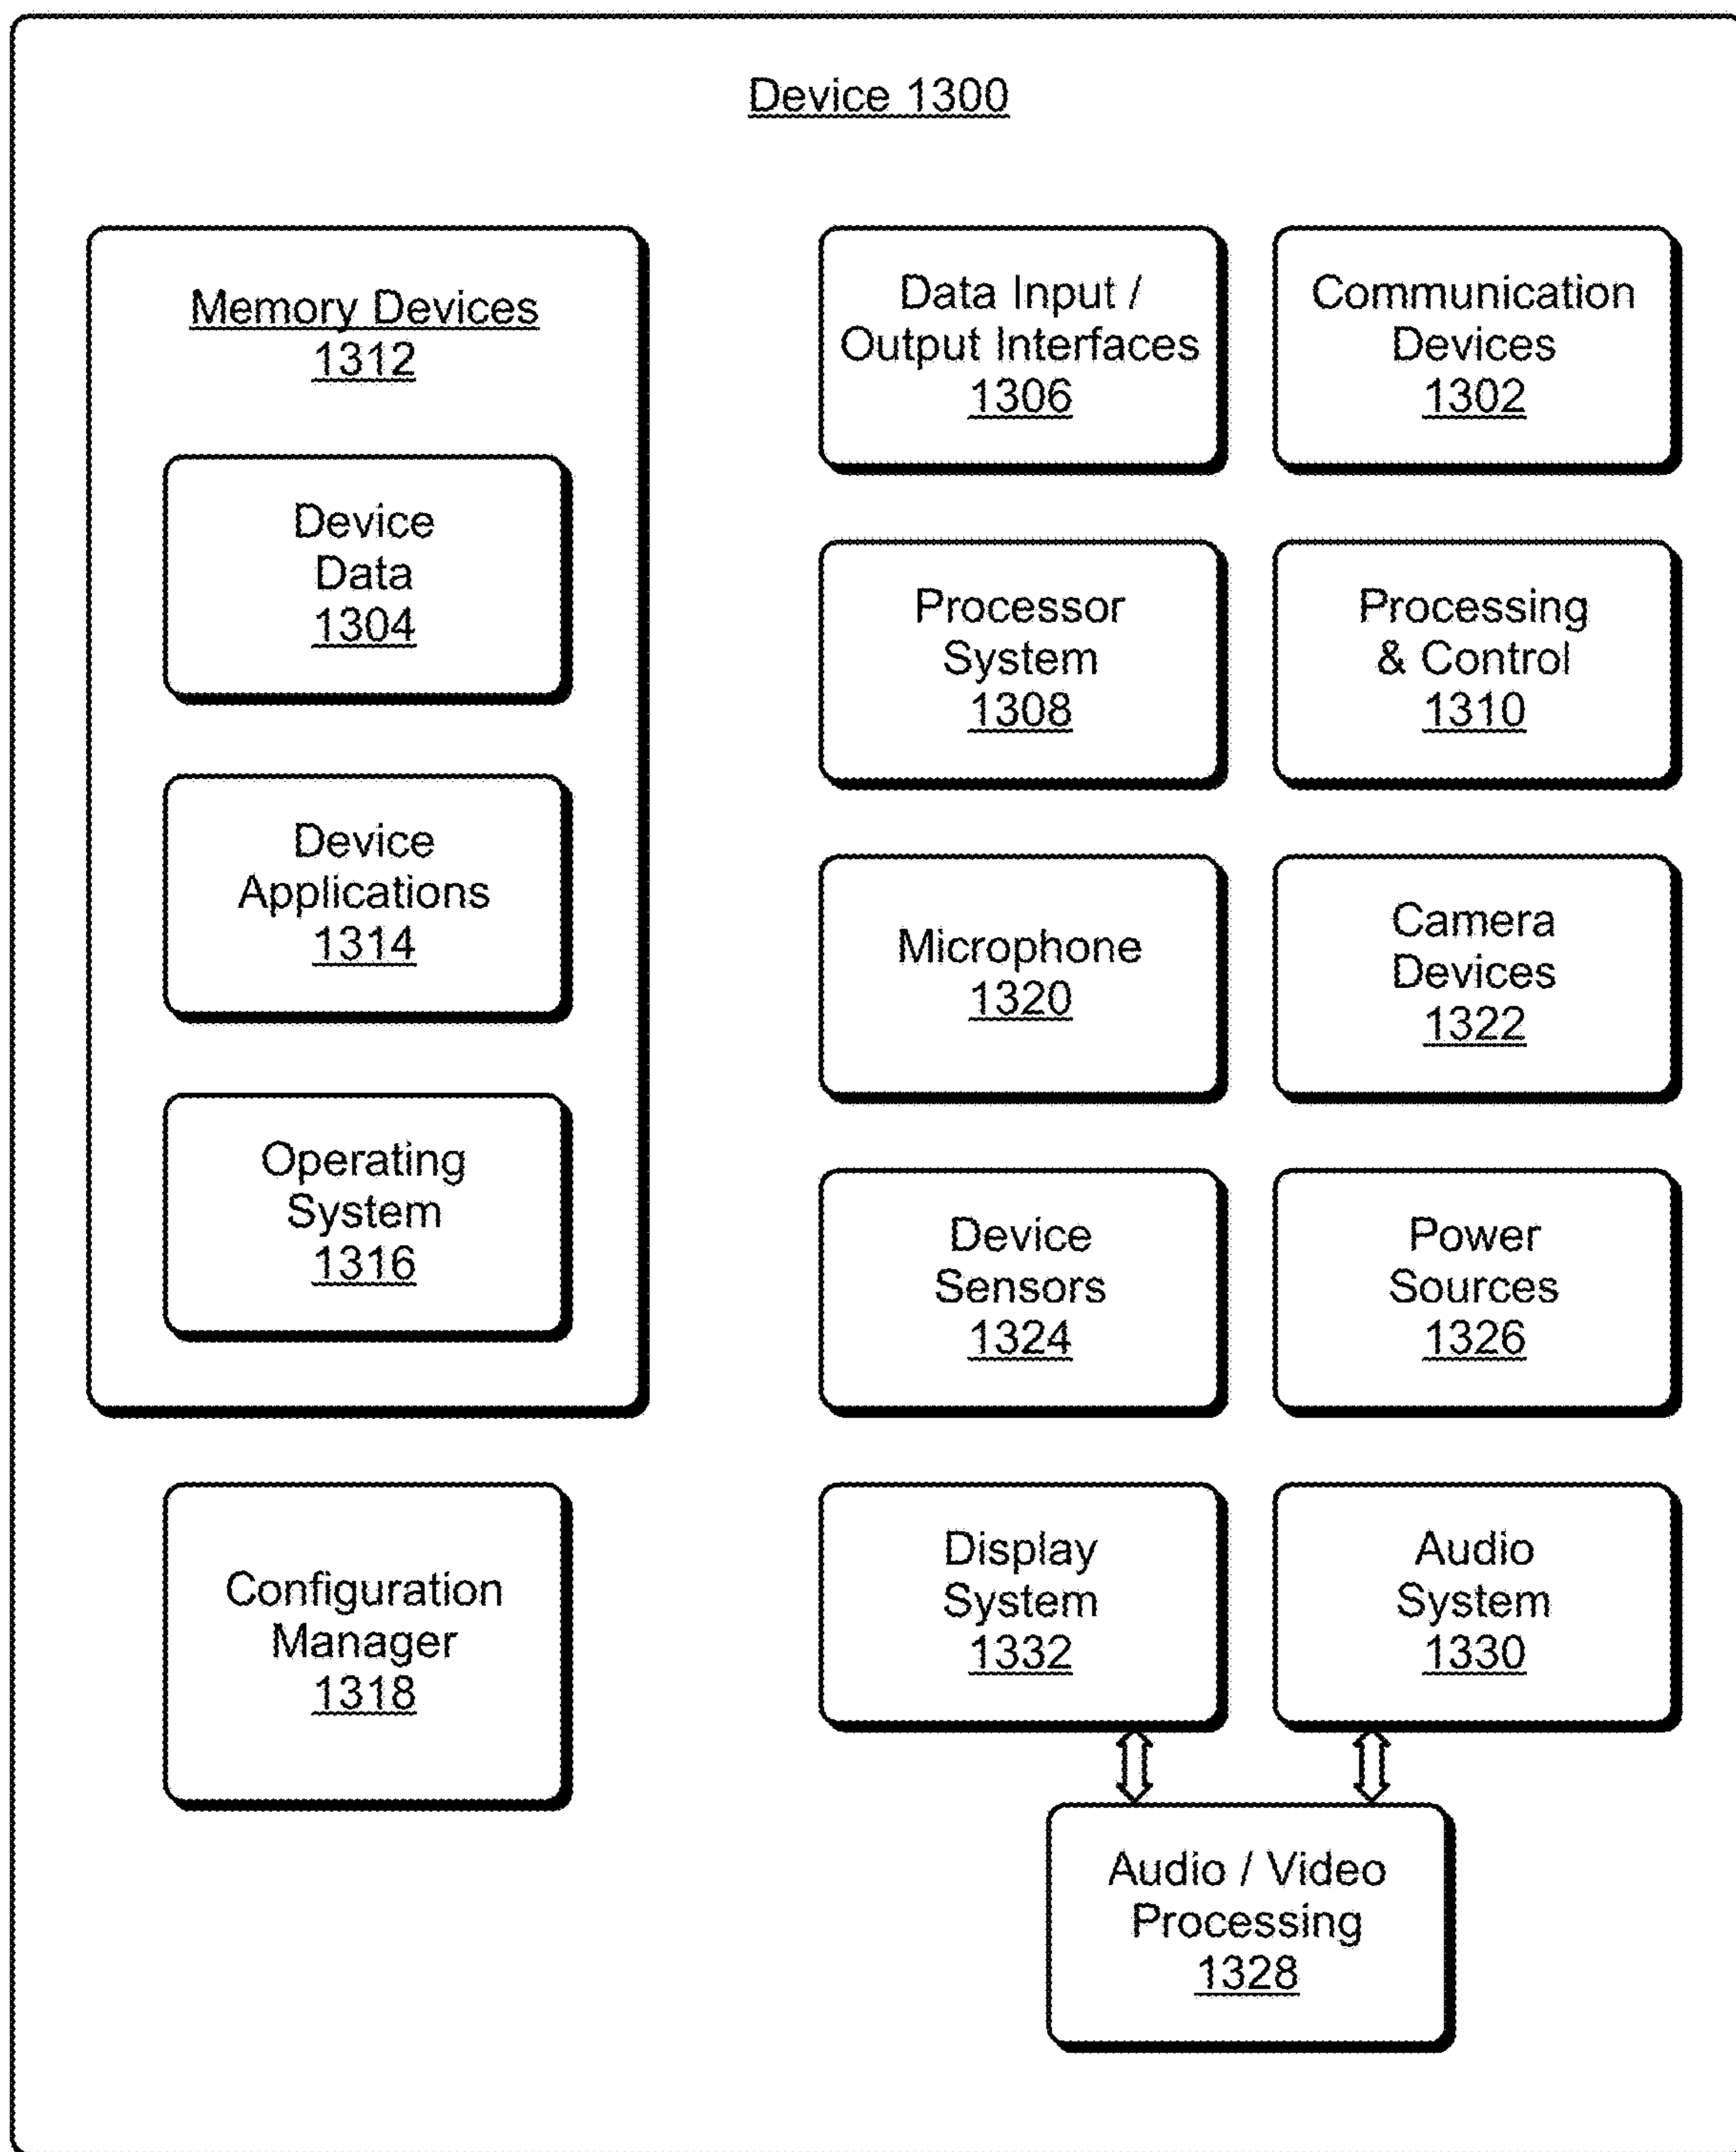 Device 1300
Memory Devices
1312
Device
Data
1304
Device
Applications
1314
Operating
System
1316
Configuration
Manager
1318
Data Input /
Output Interfaces
1306
Communication
Devices
1302
Processor
System
1308
Processing
& Control
1310
Microphone
1320
Camera
Devices
1322
Device
Sensors
1324
Power
Sources
1326
Display
System
1332
Audio
System
1330
Audio / Video
Processing
1328